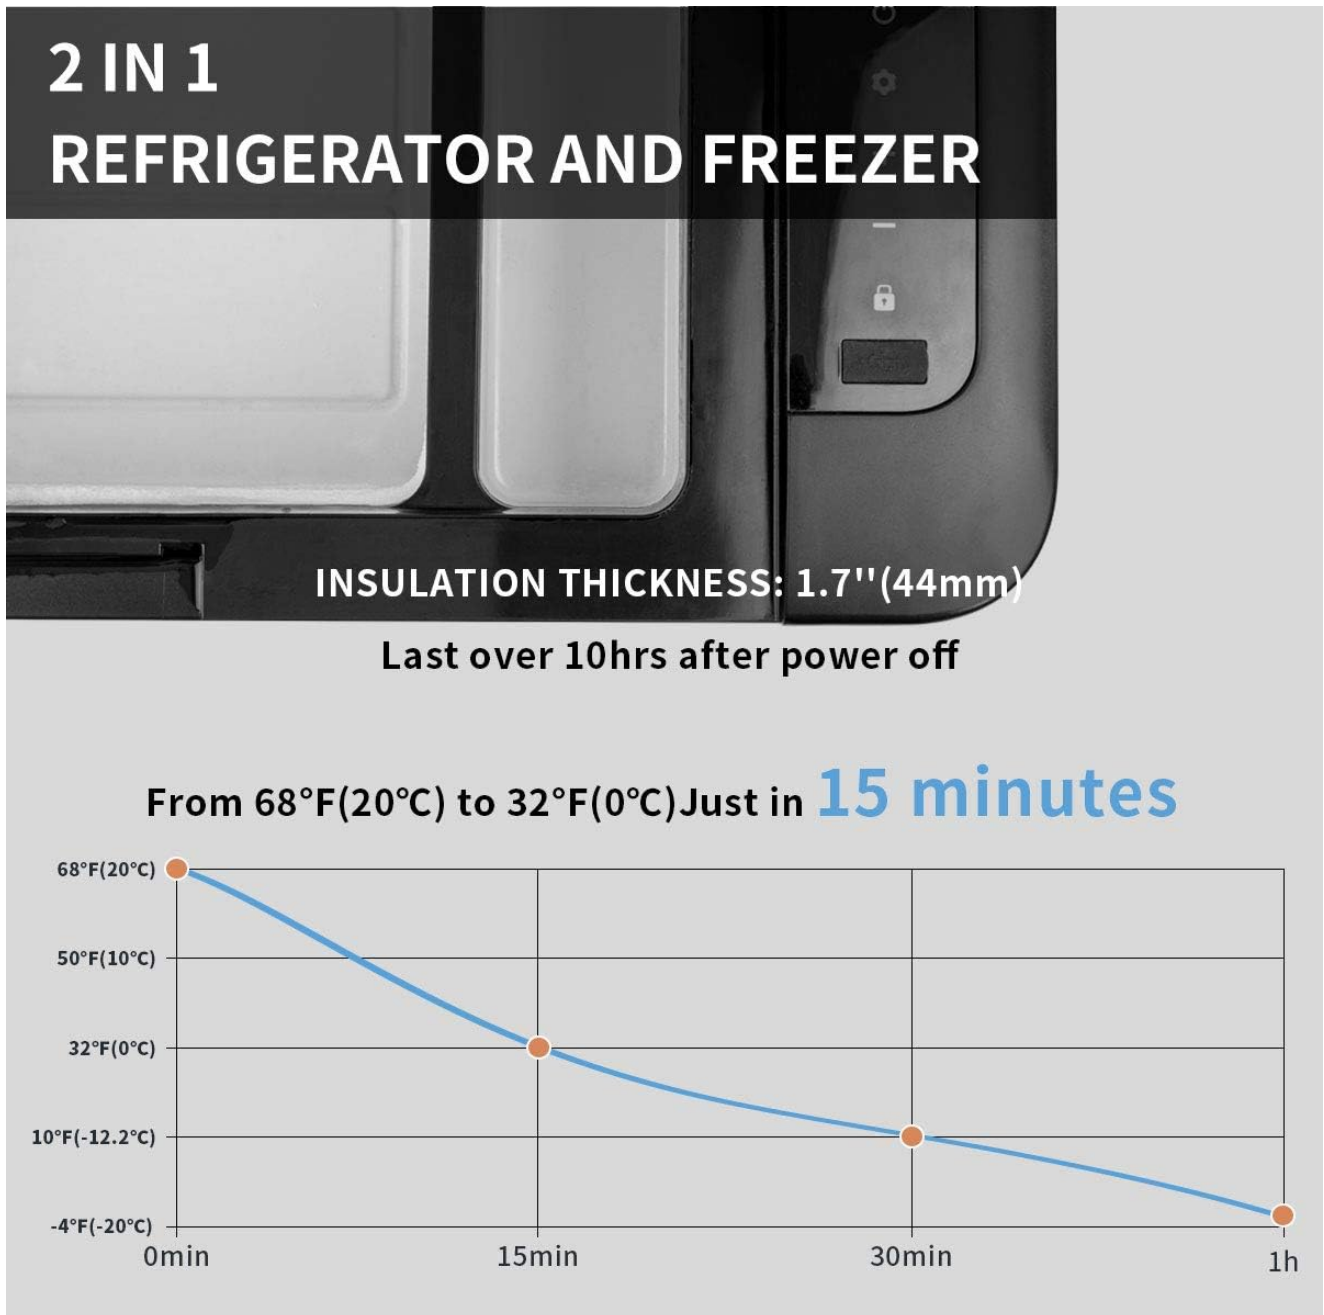 2 IN 1
REFRIGERATOR AND FREEZER
INSULATION THICKNESS: 1.7''(44mm)
Last over 10hrs after power off
From 68°F(20℃) to 32°F(0℃)Just in 15 minutes
68°F(20℃)
50°F(10℃)
32°F(0℃)
10°F(-12.2℃)
-4°F(-20℃)
0min
15min
30min
1h